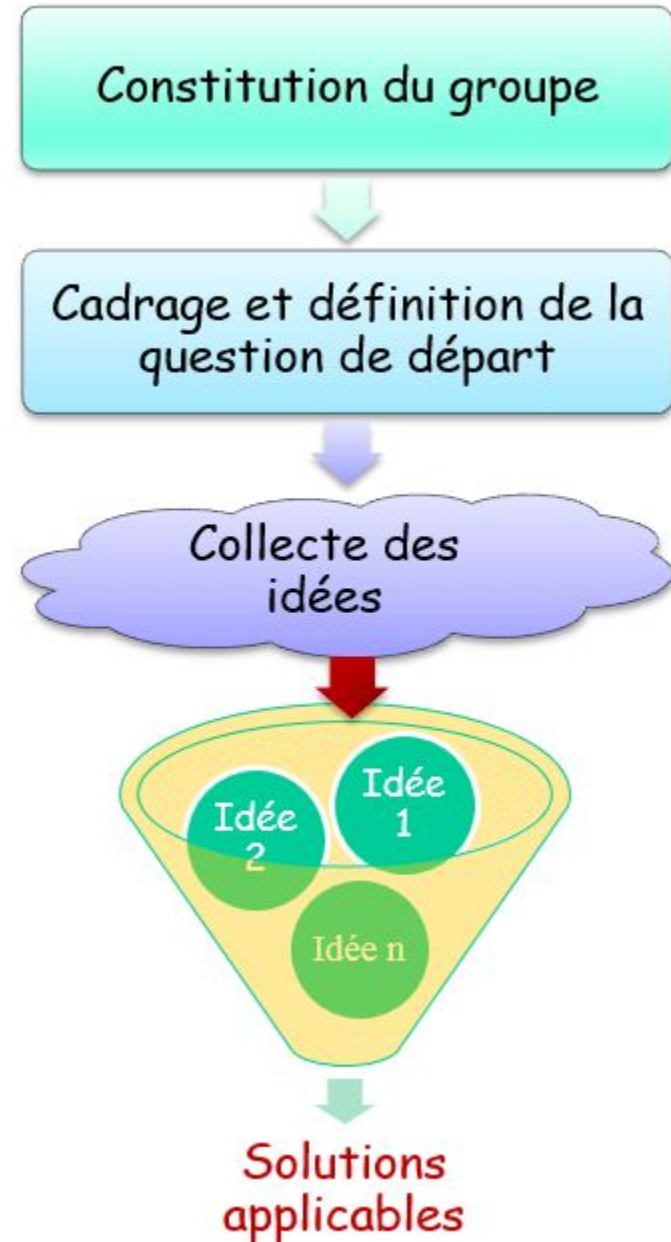 Constitution du groupe
Cadrage et définition de la
question de départ
Collecte des
idées
Idée
1
Idée
2
Idée n
Solutions
applicables